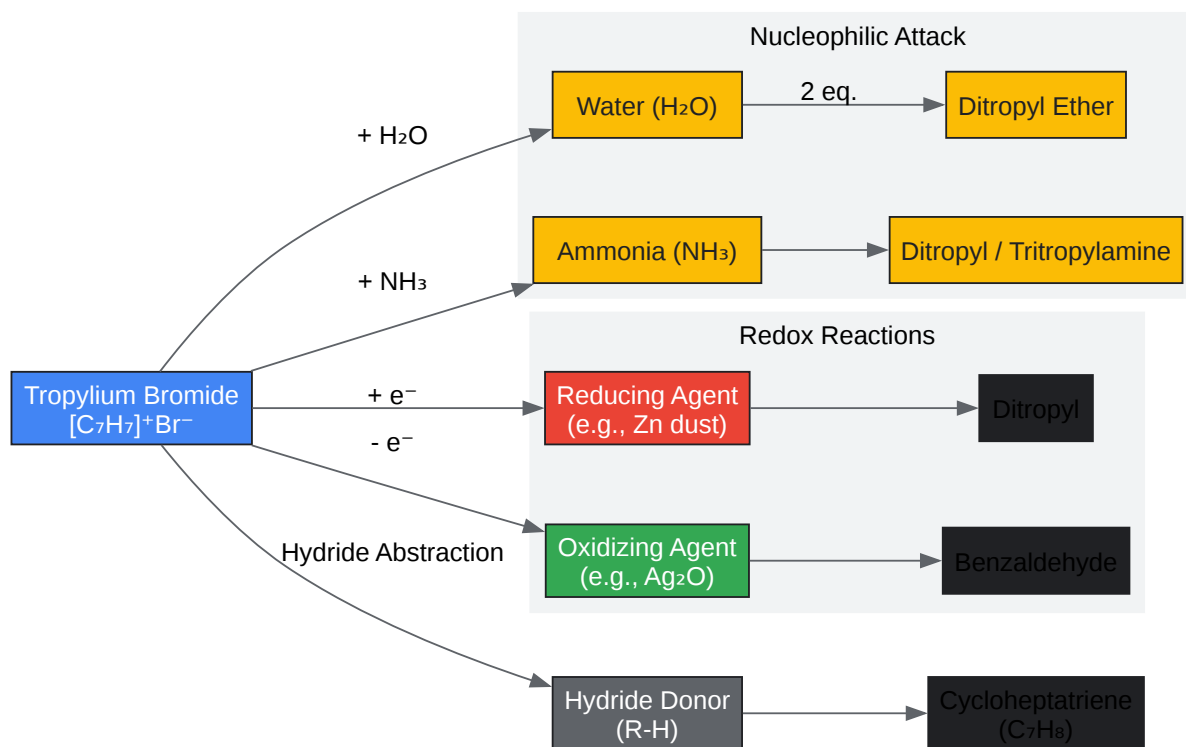 Nucleophilic Attack
+ H₂O
Water (H₂O)
2 eq.
Ditropyl Ether
+ NH₃
Ammonia (NH₃)
Ditropyl / Tritropylamine
Redox Reactions
Tropylium Bromide
[C₇H₇]⁺Br⁻
+ e⁻
Reducing Agent
(e.g., Zn dust)
Ditropyl
- e⁻
Oxidizing Agent
(e.g., Ag₂O)
Benzaldehyde
Hydride Abstraction
Hydride Donor
(R-H)
Cycloheptatriene
(C₇H₈)